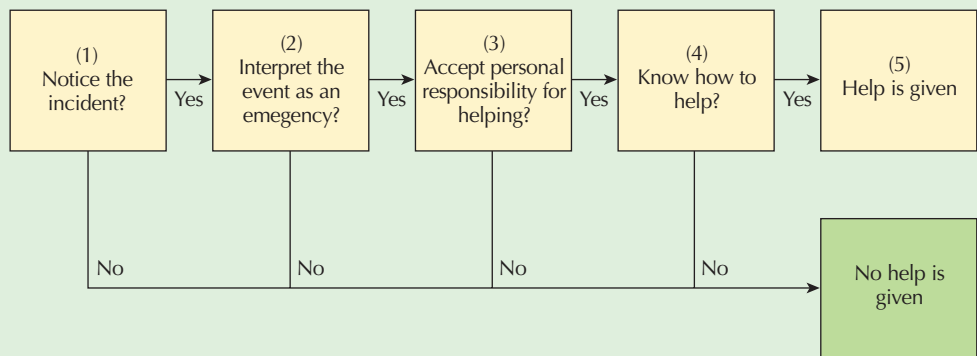 (1)
Notice the
incident?
Yes
(2)
Interpret the
event as an
emegency?
Yes
(3)
Accept personal
responsibility for
helping?
Yes
(4)
Know how to
help?
Yes
(5)
Help is given
No
No
No
No
No help is
given